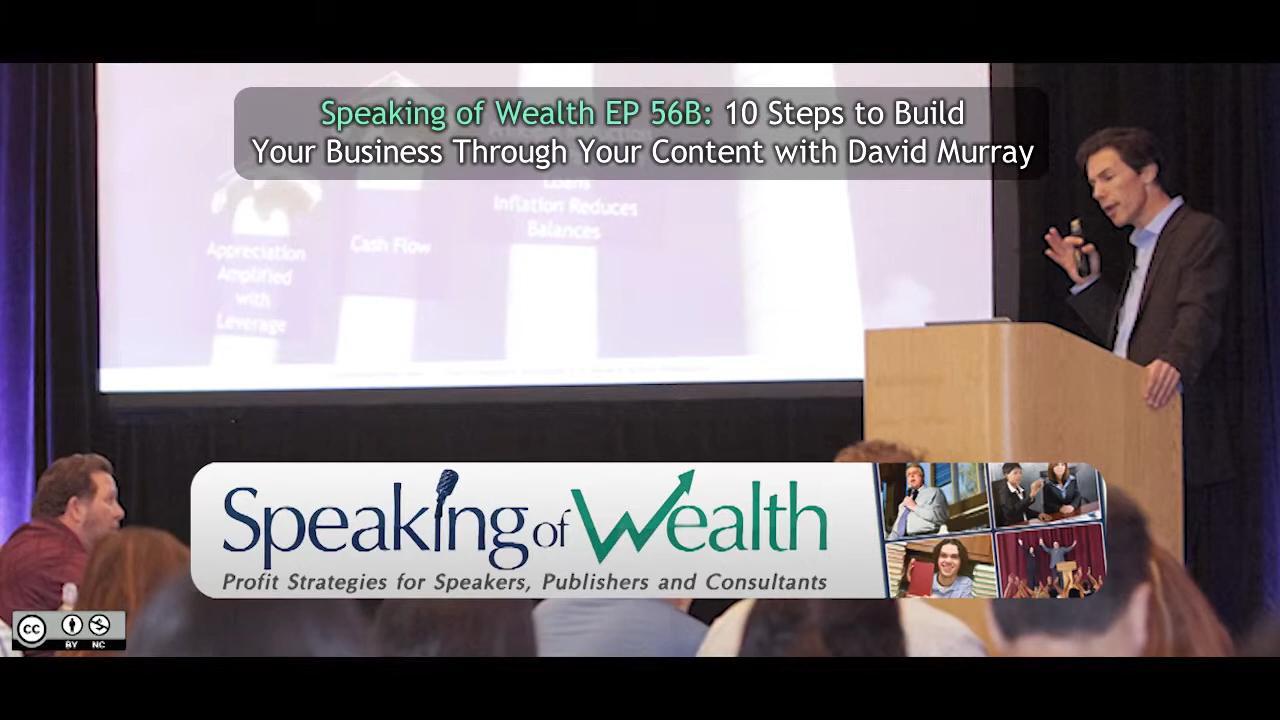 Speaking of Wealth EP 56B: 10 Steps to Build
Your Business Through Your Content with David Murray
Loans
Inflation Reduces
Balances
Appreciation
Amplified
with
Leverage
Cash Flow
Speaking of Wealth
Profit Strategies for Speakers, Publishers and Consultants
cc
BY NC